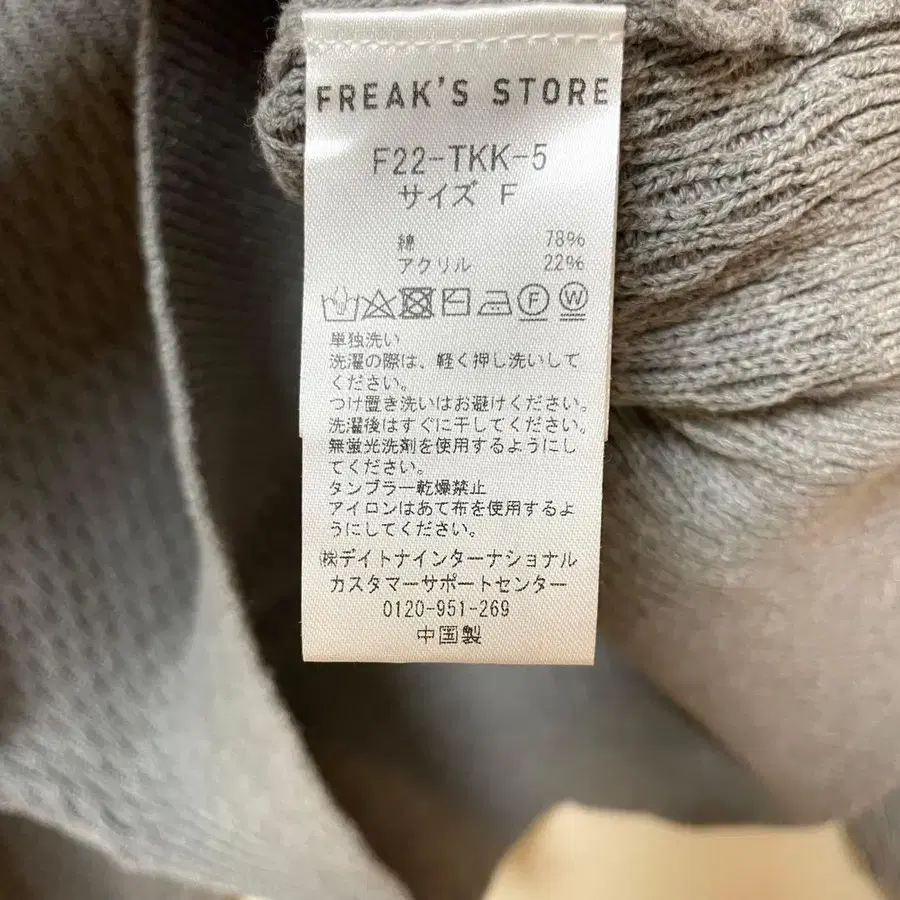 FREAK'S STORE
F22-TKK-5
サイズ F
綿 78%
アクリル 22%
F W
単独洗い
洗濯の際は、軽く押し洗いして
ください。
つけ置き洗いはお避けください。
洗濯後はすぐに干してください。
無蛍光洗剤を使用するようにし
てください。
タンブラー乾燥禁止
アイロンはあて布を使用するよ
うにしてください。
㈱デイトナインターナショナル
カスタマーサポートセンター
0120-951-269
中国製